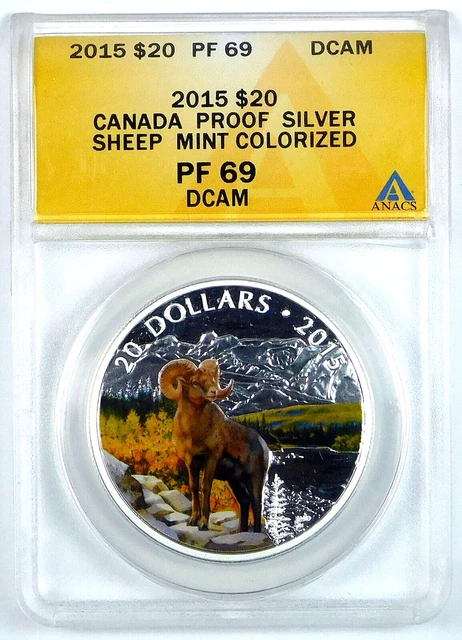 2015 $20 PF 69 DCAM
2015 $20
CANADA PROOF SILVER
SHEEP MINT COLORIZED
PF 69
DCAM
ANACS
20 DOLLARS • 2015